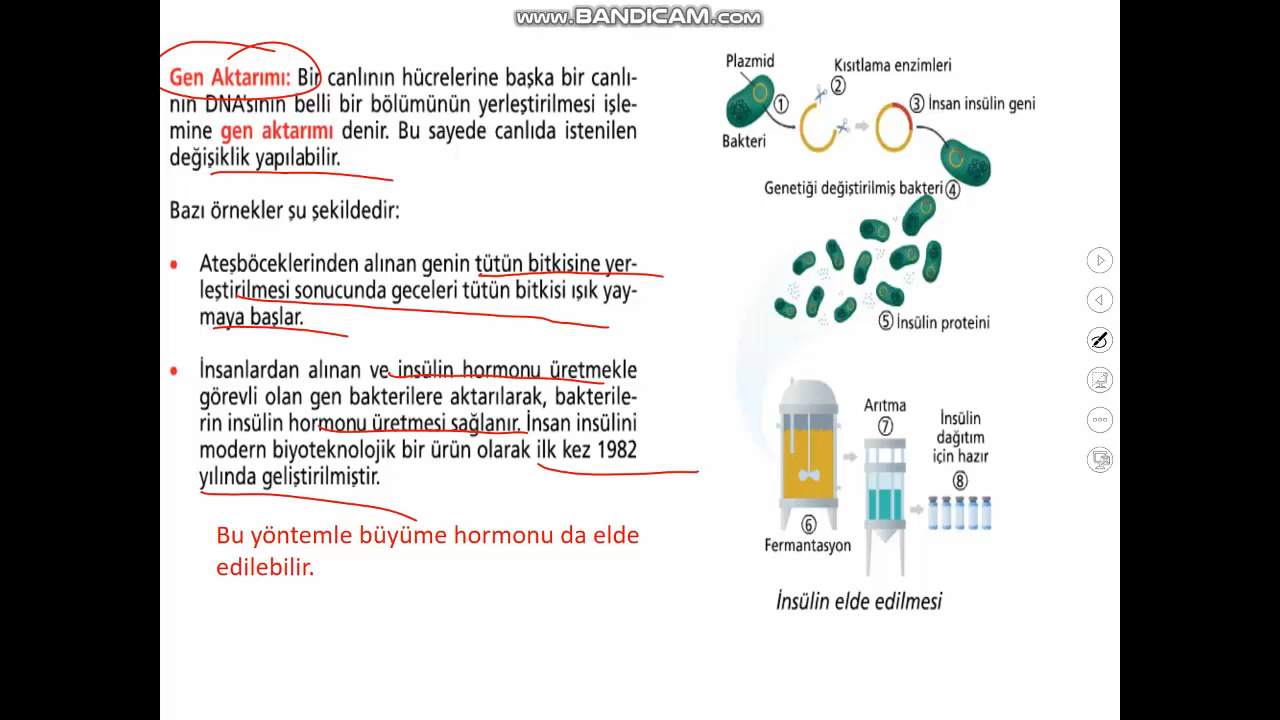 www.BANDICAM.com
Gen Aktarımı: Bir canlının hücrelerine başka bir canlı-
nın DNA'sının belli bir bölümünün yerleştirilmesi işle-
mine gen aktarımı denir. Bu sayede canlıda istenilen
değişiklik yapılabilir.
Bazı örnekler şu şekildedir:
• Ateşböceklerinden alınan genin tütün bitkisine yer-
leştirilmesi sonucunda geceleri tütün bitkisi ışık yay-
maya başlar.
• İnsanlardan alınan ve insülin hormonu üretmekle
görevli olan gen bakterilere aktarılarak, bakterile-
rin insülin hormonu üretmesi sağlanır. İnsan insülini
modern biyoteknolojik bir ürün olarak ilk kez 1982
yılında geliştirilmiştir.
Bu yöntemle büyüme hormonu da elde
edilebilir.
Plazmid
Bakteri
①
Kısıtlama enzimleri
②
③ İnsan insülin geni
Genetiği değiştirilmiş bakteri ④
⑤ İnsülin proteini
⑥
Fermantasyon
Arıtma
⑦
İnsülin
dağıtım
için hazır
⑧
İnsülin elde edilmesi